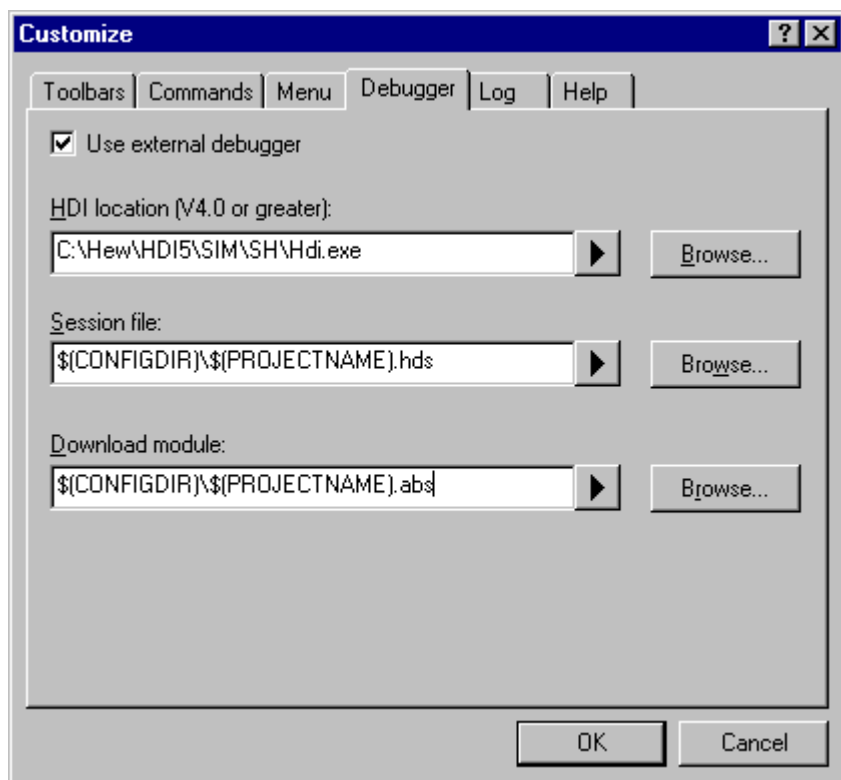 Customize
Toolbars Commands Menu Debugger Log Help
Use external debugger
HDI location (V4.0 or greater):
C:\Hew\HDI5\SIM\SH\Hdi.exe Browse...
Session file:
$(CONFIGDIR)\$(PROJECTNAME).hds Browse...
Download module:
$(CONFIGDIR)\$(PROJECTNAME).abs Browse...
OK Cancel